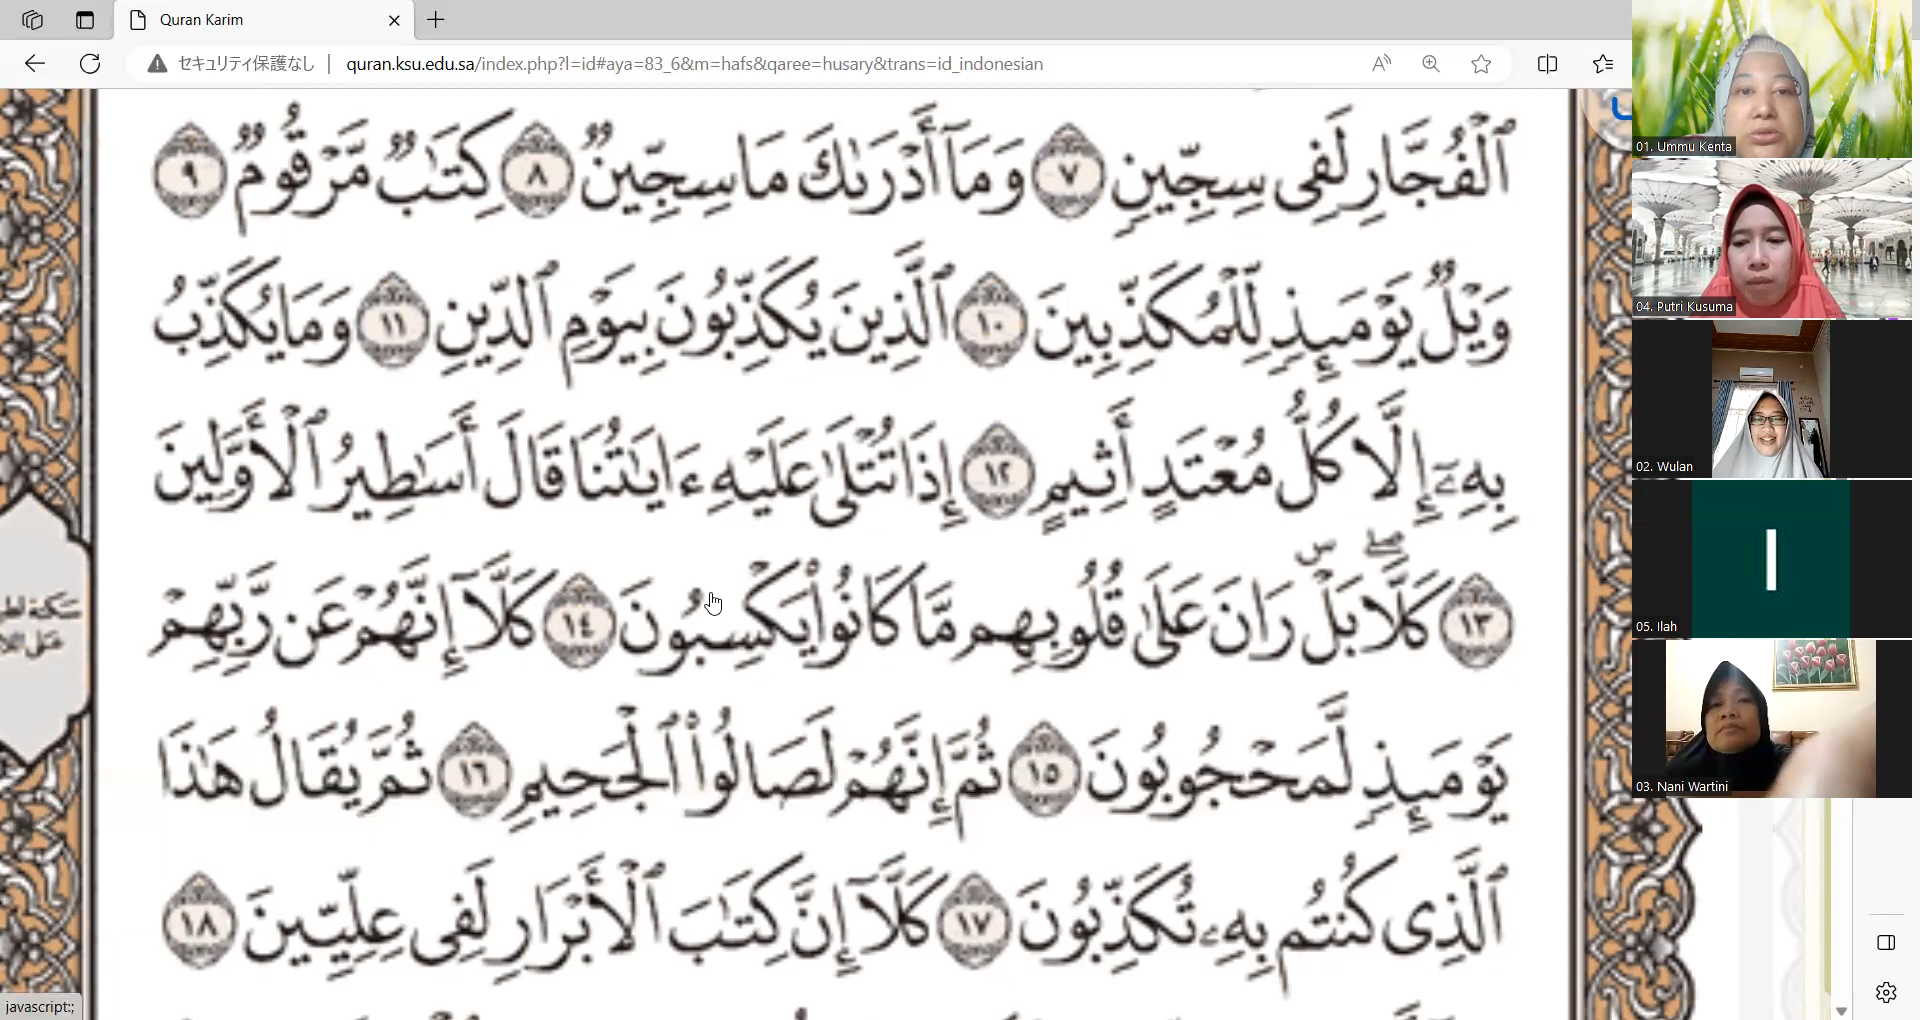 Quran Karim
セキュリティ保護なし
quran.ksu.edu.sa/index.php?l=id#aya=83_6&m=hafs&qaree=husary&trans=id_indonesian
ٱلْفُجَّارِ لَفِى سِجِّينٍ ٧ وَمَآ أَدْرَىٰكَ مَا سِجِّينٌ ٨ كِتَٰبٌ مَّرْقُومٌ ٩
وَيْلٌ يَوْمَئِذٍ لِّلْمُكَذِّبِينَ ١٠ ٱلَّذِينَ يُكَذِّبُونَ بِيَوْمِ ٱلدِّينِ ١١ وَمَا يُكَذِّبُ
بِهِۦٓ إِلَّا كُلُّ مُعْتَدٍ أَثِيمٍ ١٢ إِذَا تُتْلَىٰ عَلَيْهِ ءَايَٰتُنَا قَالَ أَسَٰطِيرُ ٱلْأَوَّلِينَ
١٣ كَلَّا ۖ بَلْ ۜ رَانَ عَلَىٰ قُلُوبِهِم مَّا كَانُوا۟ يَكْسِبُونَ ١٤ كَلَّآ إِنَّهُمْ عَن رَّبِّهِمْ
يَوْمَئِذٍ لَّمَحْجُوبُونَ ١٥ ثُمَّ إِنَّهُمْ لَصَالُوا۟ ٱلْجَحِيمِ ١٦ ثُمَّ يُقَالُ هَٰذَا
ٱلَّذِى كُنتُم بِهِۦ تُكَذِّبُونَ ١٧ كَلَّآ إِنَّ كِتَٰبَ ٱلْأَبْرَارِ لَفِى عِلِّيِّينَ ١٨
javascript:;
01. Ummu Kenta
04. Putri Kusuma
02. Wulan
I
05. Ilah
03. Nani Wartini